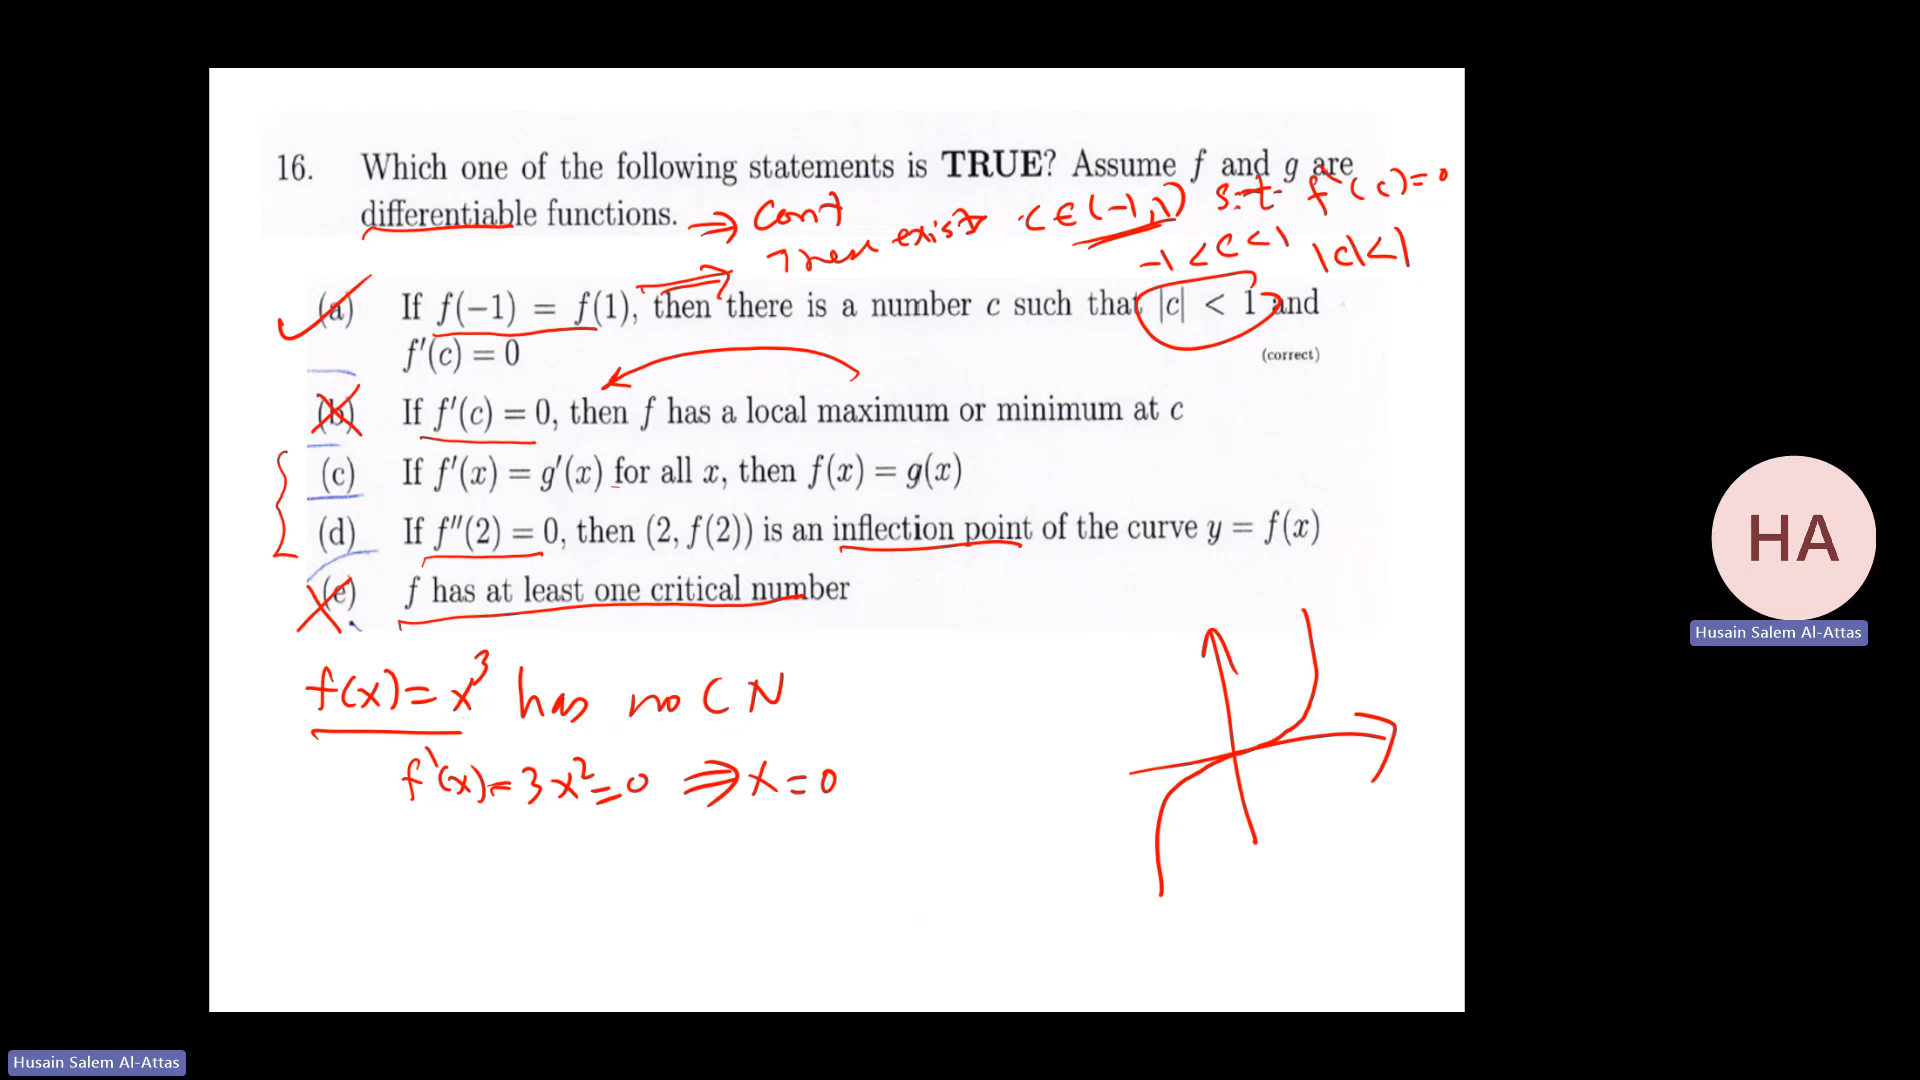 16. Which one of the following statements is TRUE? Assume f and g are
differentiable functions. ⇒ Cont
There exists c ∈ (-1,1) s.t. f'(c)=0
-1 < c < 1 |c|<1
(a) If f(−1) = f(1), then there is a number c such that |c| < 1 and
f′(c) = 0 (correct)
(b) If f′(c) = 0, then f has a local maximum or minimum at c
(c) If f′(x) = g′(x) for all x, then f(x) = g(x)
(d) If f″(2) = 0, then (2, f(2)) is an inflection point of the curve y = f(x)
(e) f has at least one critical number
f(x) = x³ has no CN
f'(x) = 3x² = 0 ⇒ x = 0
HA
Husain Salem Al-Attas
Husain Salem Al-Attas